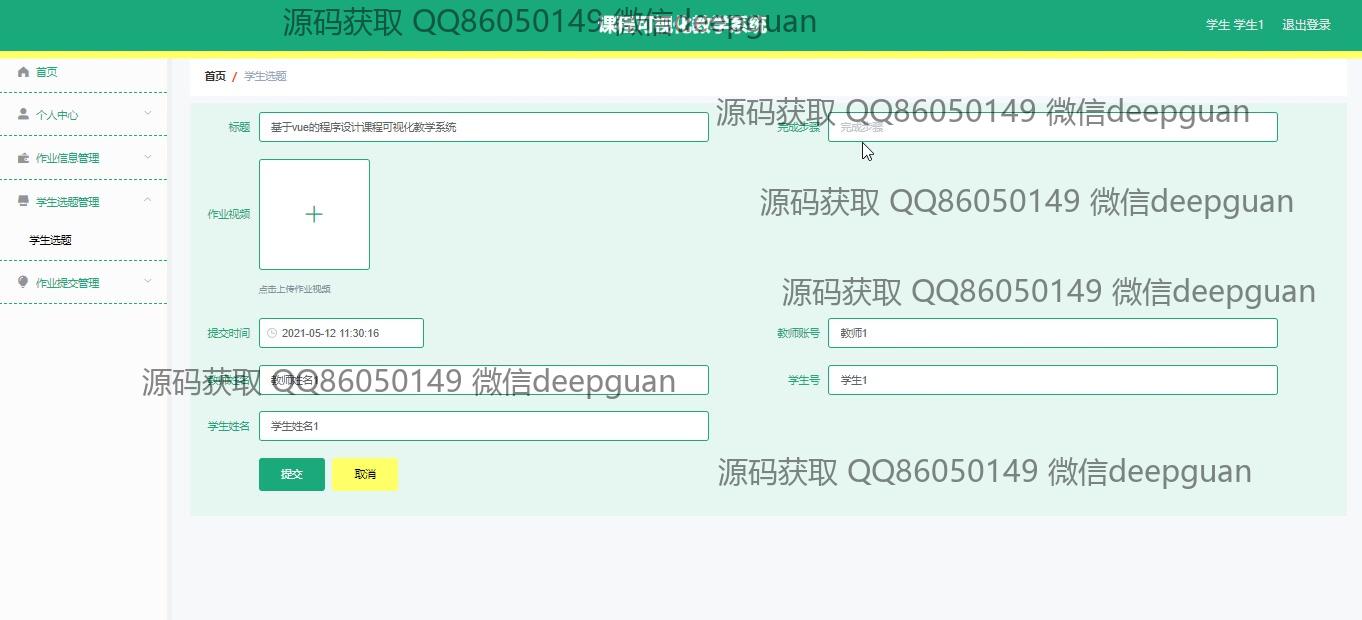 课程可视化教学系统
学生 学生1 退出登录
源码获取 QQ86050149 微信deepguan
首页
个人中心
作业信息管理
学生选题管理
学生选题
作业提交管理
首页 / 学生选题
标题 基于vue的程序设计课程可视化教学系统
完成步骤 完成步骤
源码获取 QQ86050149 微信deepguan
源码获取 QQ86050149 微信deepguan
作业视频
点击上传作业视频
源码获取 QQ86050149 微信deepguan
提交时间 2021-05-12 11:30:16
教师账号 教师1
教师姓名 教师姓名1
源码获取 QQ86050149 微信deepguan
学生号 学生1
学生姓名 学生姓名1
提交 取消
源码获取 QQ86050149 微信deepguan